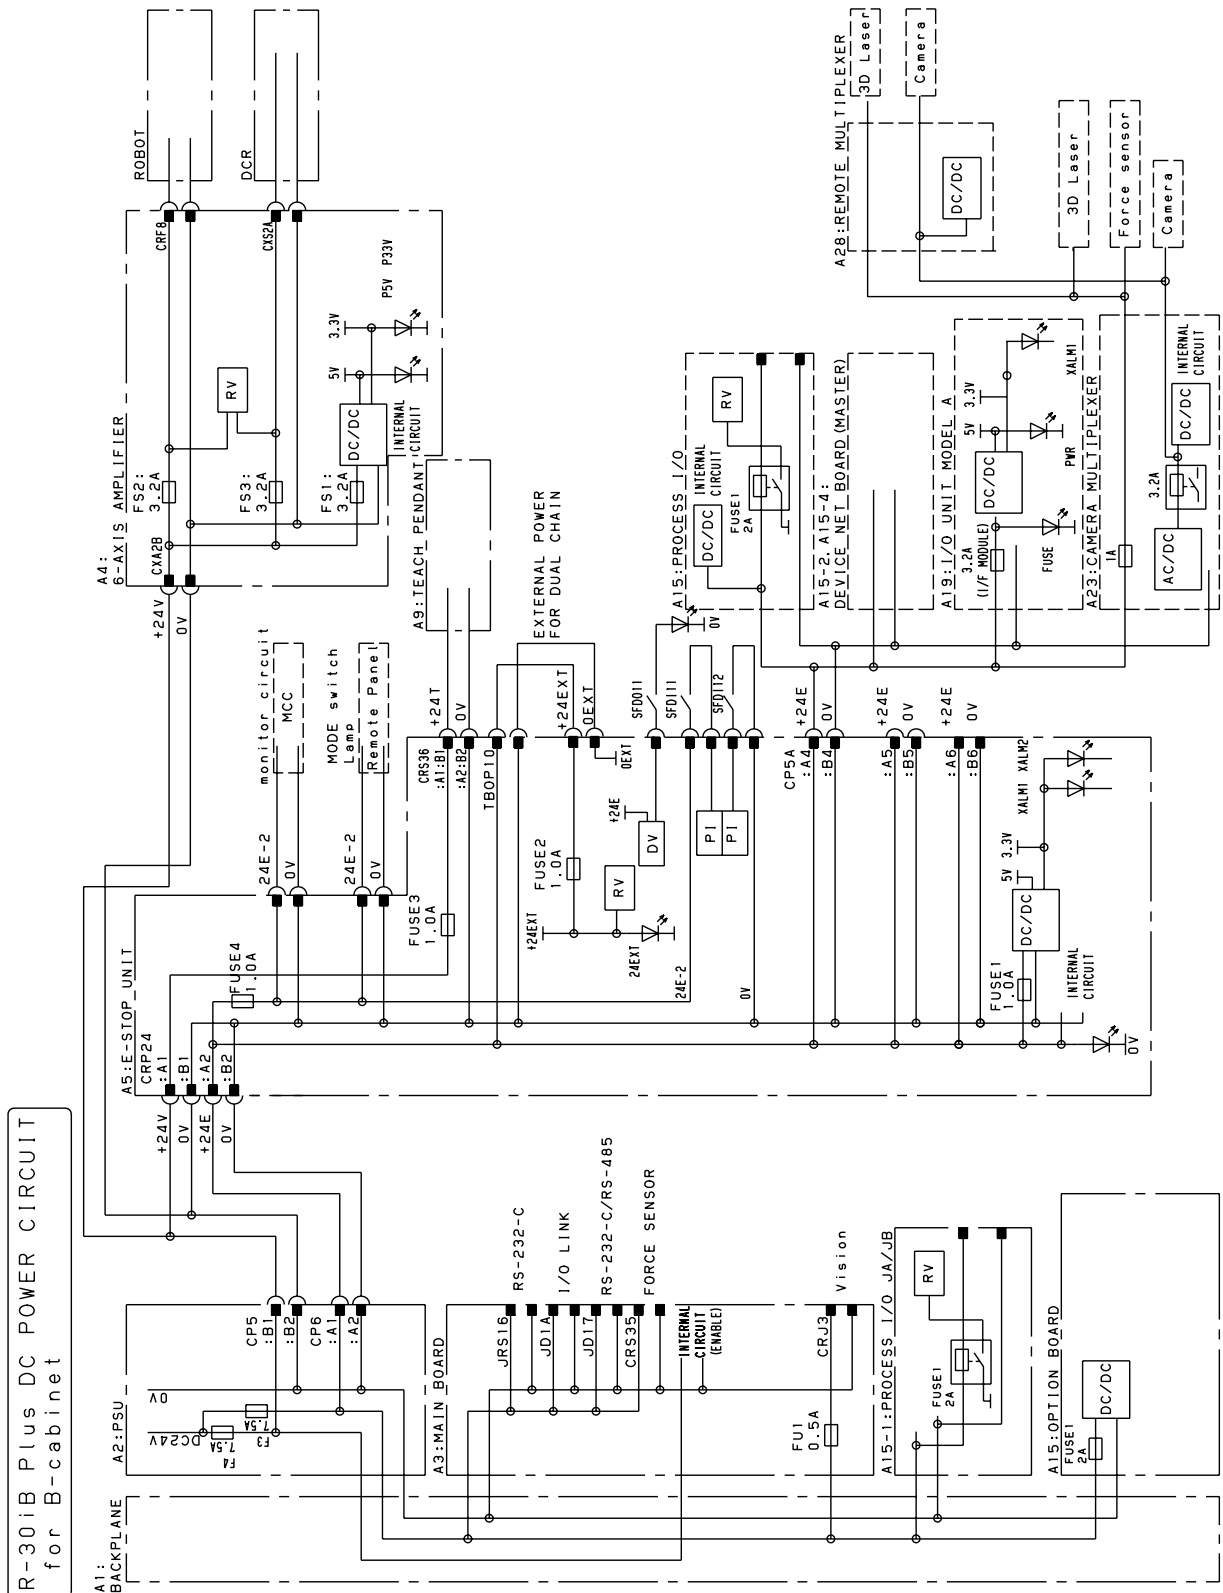 R-30iB Plus DC POWER CIRCUIT
for B-cabinet
A1:
BACKPLANE
A2:PSU
DC24V
0V
F4
7.5A
F3
7.5A
CP5
:B1
:B2
CP6
:A1
:A2
A3:MAIN BOARD
JRS16
RS-232-C
JD1A
I/O LINK
JD17
RS-232-C/RS-485
CRS35
FORCE SENSOR
INTERNAL
CIRCUIT
(ENABLE)
FU1
0.5A
CRJ3
Vision
A15-1:PROCESS I/O JA/JB
FUSE1
2A
RV
A15:OPTION BOARD
FUSE1
2A
DC/DC
A5:E-STOP UNIT
CRP24
:A1
:B1
:A2
:B2
+24V
0V
+24E
0V
FUSE4
1.0A
24E-2
0V
monitor circuit
MCC
24E-2
0V
MODE switch
Lamp
Remote Panel
FUSE3
1.0A
CRS36
:A1:B1
:A2:B2
+24T
0V
TBOP10
EXTERNAL POWER
FOR DUAL CHAIN
+24EXT
0EXT
0EXT
FUSE2
1.0A
+24EXT
24EXT
RV
+24E
DV
SFDO11
0V
24E-2
SFDI11
PI
PI
SFDI12
0V
CP5A
:A4
:B4
+24E
0V
:A5
:B5
+24E
0V
:A6
:B6
+24E
0V
FUSE1
1.0A
DC/DC
5V
3.3V
XALM1
XALM2
INTERNAL
CIRCUIT
0V
A4:
6-AXIS AMPLIFIER
+24V
0V
CXA2B
FS2:
3.2A
FS3:
3.2A
FS1:
3.2A
RV
CRF8
CXS2A
DC/DC
INTERNAL
CIRCUIT
5V
3.3V
P5V
P33V
ROBOT
DCR
A9:TEACH PENDANT
A15:PROCESS I/O
DC/DC
INTERNAL
CIRCUIT
FUSE1
2A
RV
A15-2,A15-4:
DEVICE NET BOARD(MASTER)
A19:I/O UNIT MODEL A
3.2A
(I/F MODULE)
FUSE
DC/DC
5V
3.3V
PWR
XALM1
A23:CAMERA MULTIPLEXER
1A
AC/DC
3.2A
DC/DC
INTERNAL
CIRCUIT
A28:REMOTE MULTIPLEXER
DC/DC
3D Laser
Camera
3D Laser
Force sensor
Camera